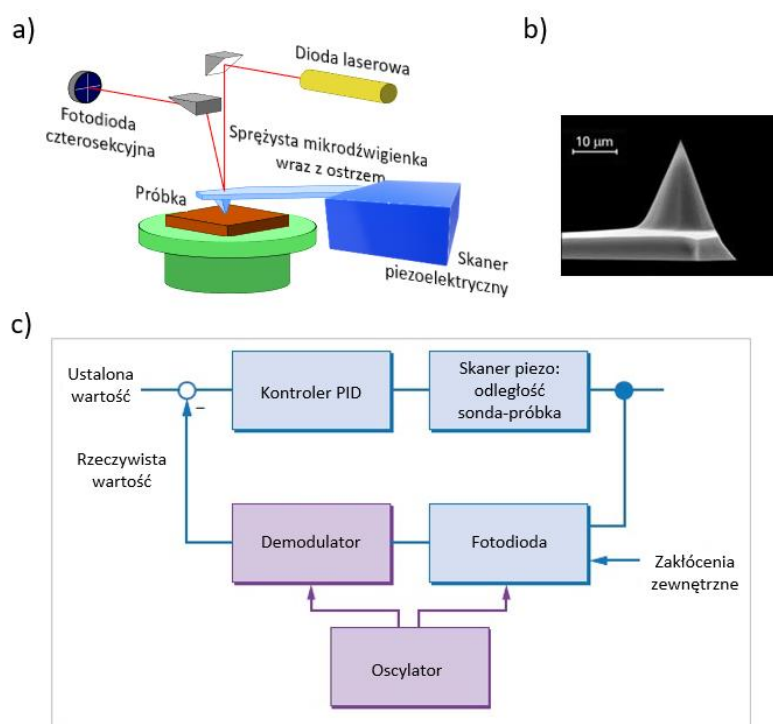 a)
Dioda laserowa
Fotodioda
czterosekcyjna
Sprężysta mikrodźwigienka
wraz z ostrzem
Próbka
Skaner
piezoelektryczny
b)
10 μm
c)
Ustalona
wartość
−
Kontroler PID
Skaner piezo:
odległość
sonda-próbka
Rzeczywista
wartość
Demodulator
Fotodioda
Zakłócenia
zewnętrzne
Oscylator